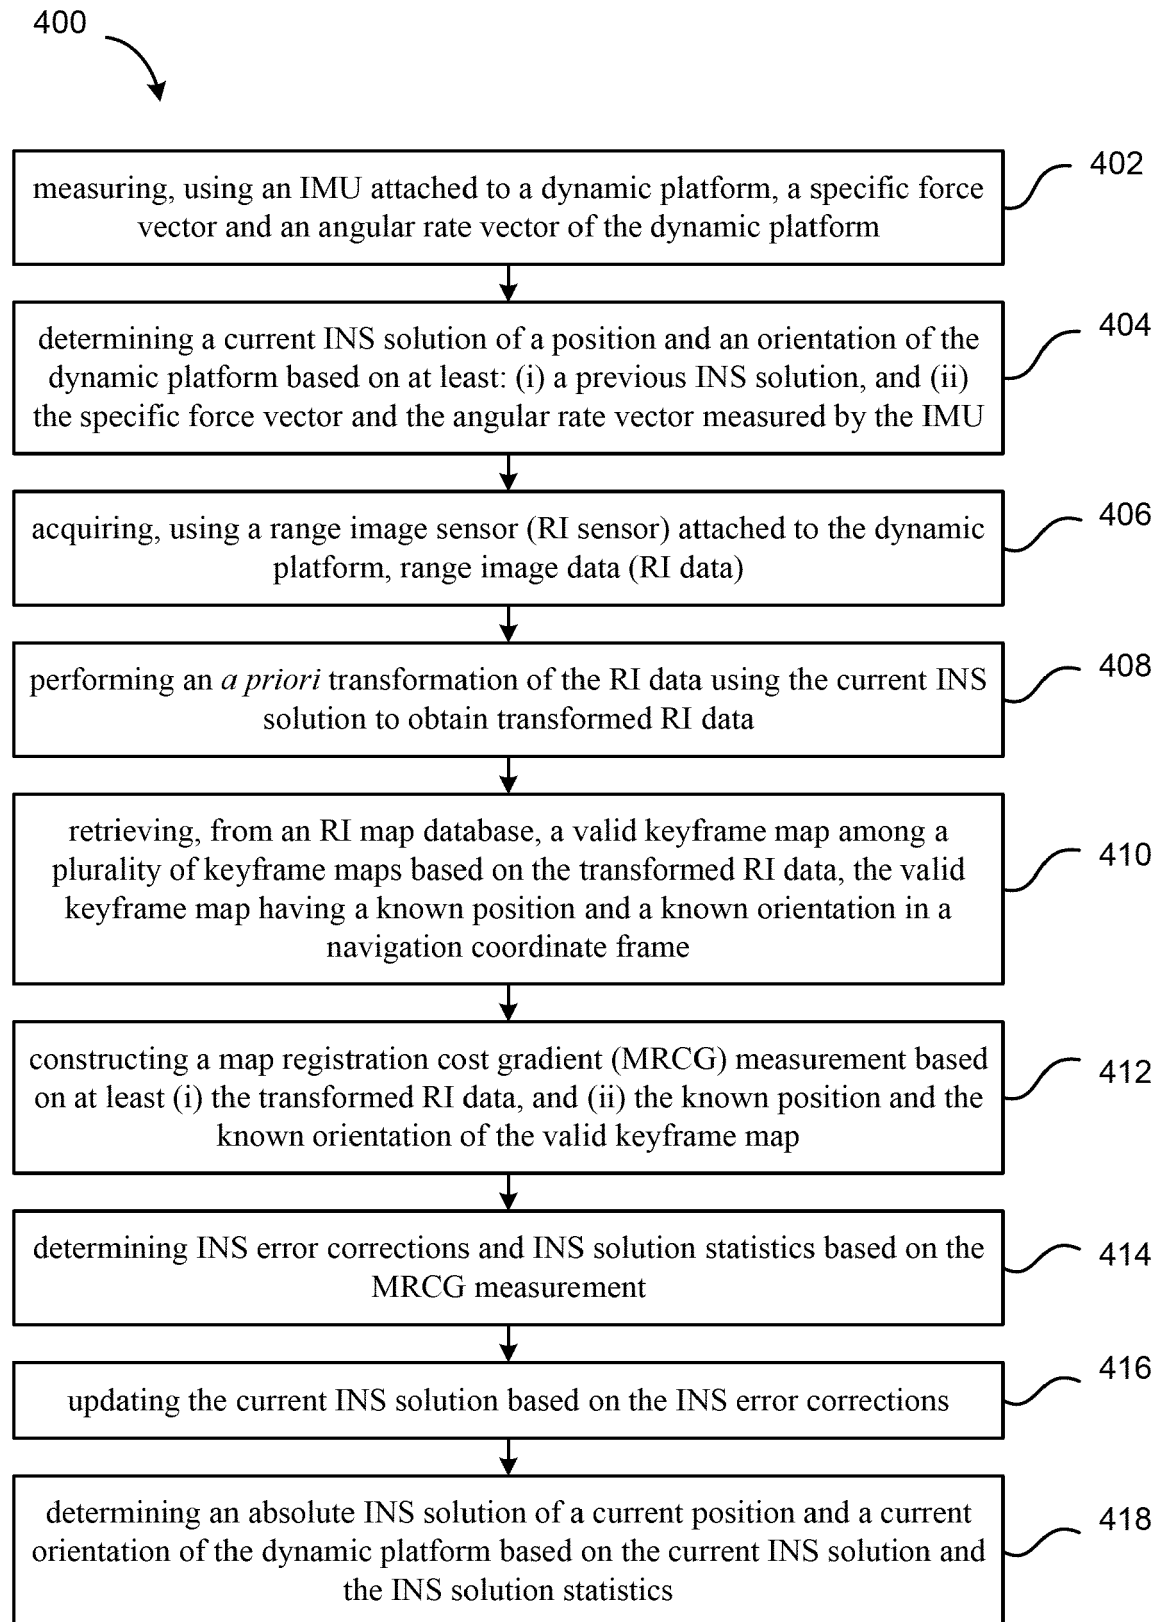 400
measuring, using an IMU attached to a dynamic platform, a specific force
vector and an angular rate vector of the dynamic platform
402
determining a current INS solution of a position and an orientation of the
dynamic platform based on at least: (i) a previous INS solution, and (ii)
the specific force vector and the angular rate vector measured by the IMU
404
acquiring, using a range image sensor (RI sensor) attached to the dynamic
platform, range image data (RI data)
406
performing an a priori transformation of the RI data using the current INS
solution to obtain transformed RI data
408
retrieving, from an RI map database, a valid keyframe map among a
plurality of keyframe maps based on the transformed RI data, the valid
keyframe map having a known position and a known orientation in a
navigation coordinate frame
410
constructing a map registration cost gradient (MRCG) measurement based
on at least (i) the transformed RI data, and (ii) the known position and the
known orientation of the valid keyframe map
412
determining INS error corrections and INS solution statistics based on the
MRCG measurement
414
updating the current INS solution based on the INS error corrections
416
determining an absolute INS solution of a current position and a current
orientation of the dynamic platform based on the current INS solution and
the INS solution statistics
418